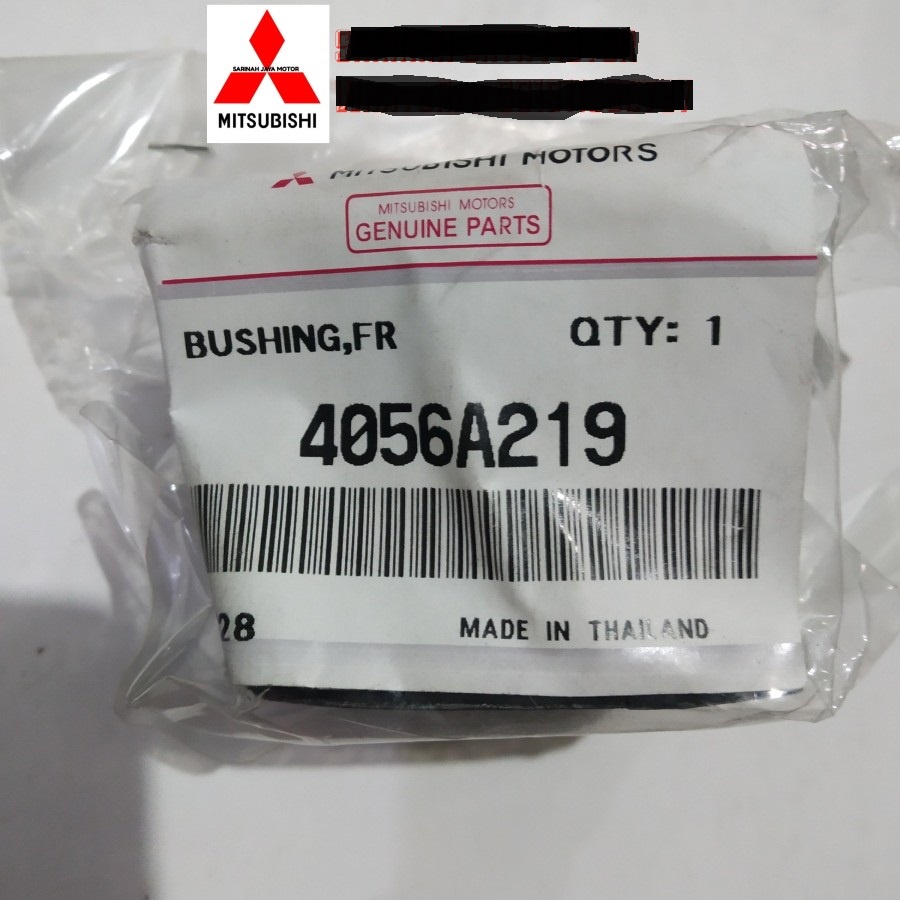 SARINAH JAYA MOTOR
MITSUBISHI
MITSUBISHI MOTORS
MITSUBISHI MOTORS
GENUINE PARTS
BUSHING,FR QTY: 1
4056A219
28 MADE IN THAILAND